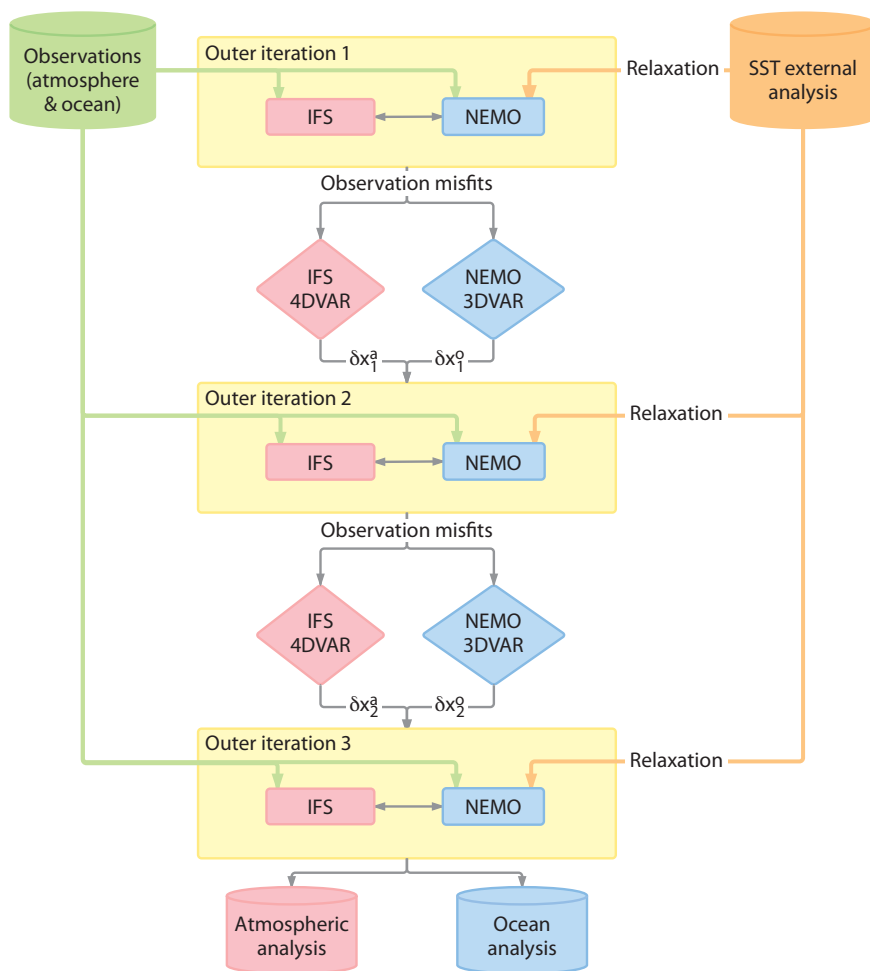 Observations
(atmosphere
& ocean)
Outer iteration 1
Relaxation
SST external
analysis
IFS
NEMO
Observation misfits
IFS
4DVAR
NEMO
3DVAR
δx₁ᵃ
δx₁ᵒ
Outer iteration 2
Relaxation
IFS
NEMO
Observation misfits
IFS
4DVAR
NEMO
3DVAR
δx₂ᵃ
δx₂ᵒ
Outer iteration 3
Relaxation
IFS
NEMO
Atmospheric
analysis
Ocean
analysis